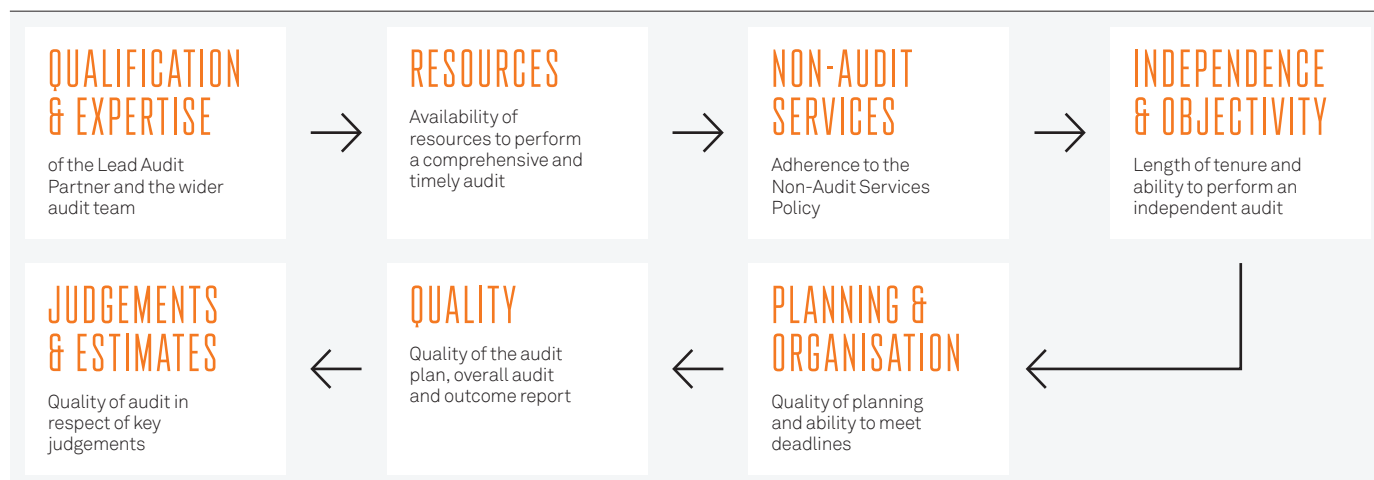 QUALIFICATION
& EXPERTISE
of the Lead Audit
Partner and the wider
audit team
RESOURCES
Availability of
resources to perform
a comprehensive and
timely audit
NON-AUDIT
SERVICES
Adherence to the
Non-Audit Services
Policy
INDEPENDENCE
& OBJECTIVITY
Length of tenure and
ability to perform an
independent audit
PLANNING &
ORGANISATION
Quality of planning
and ability to meet
deadlines
QUALITY
Quality of the audit
plan, overall audit
and outcome report
JUDGEMENTS
& ESTIMATES
Quality of audit in
respect of key
judgements